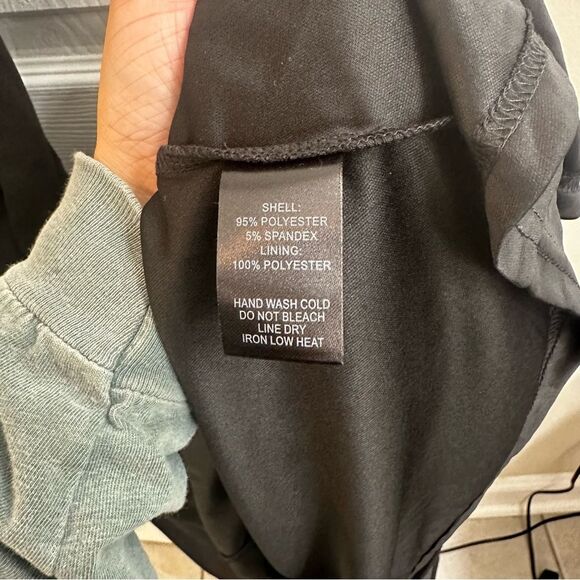 SHELL:
95% POLYESTER
5% SPANDEX
LINING:
100% POLYESTER
HAND WASH COLD
DO NOT BLEACH
LINE DRY
IRON LOW HEAT